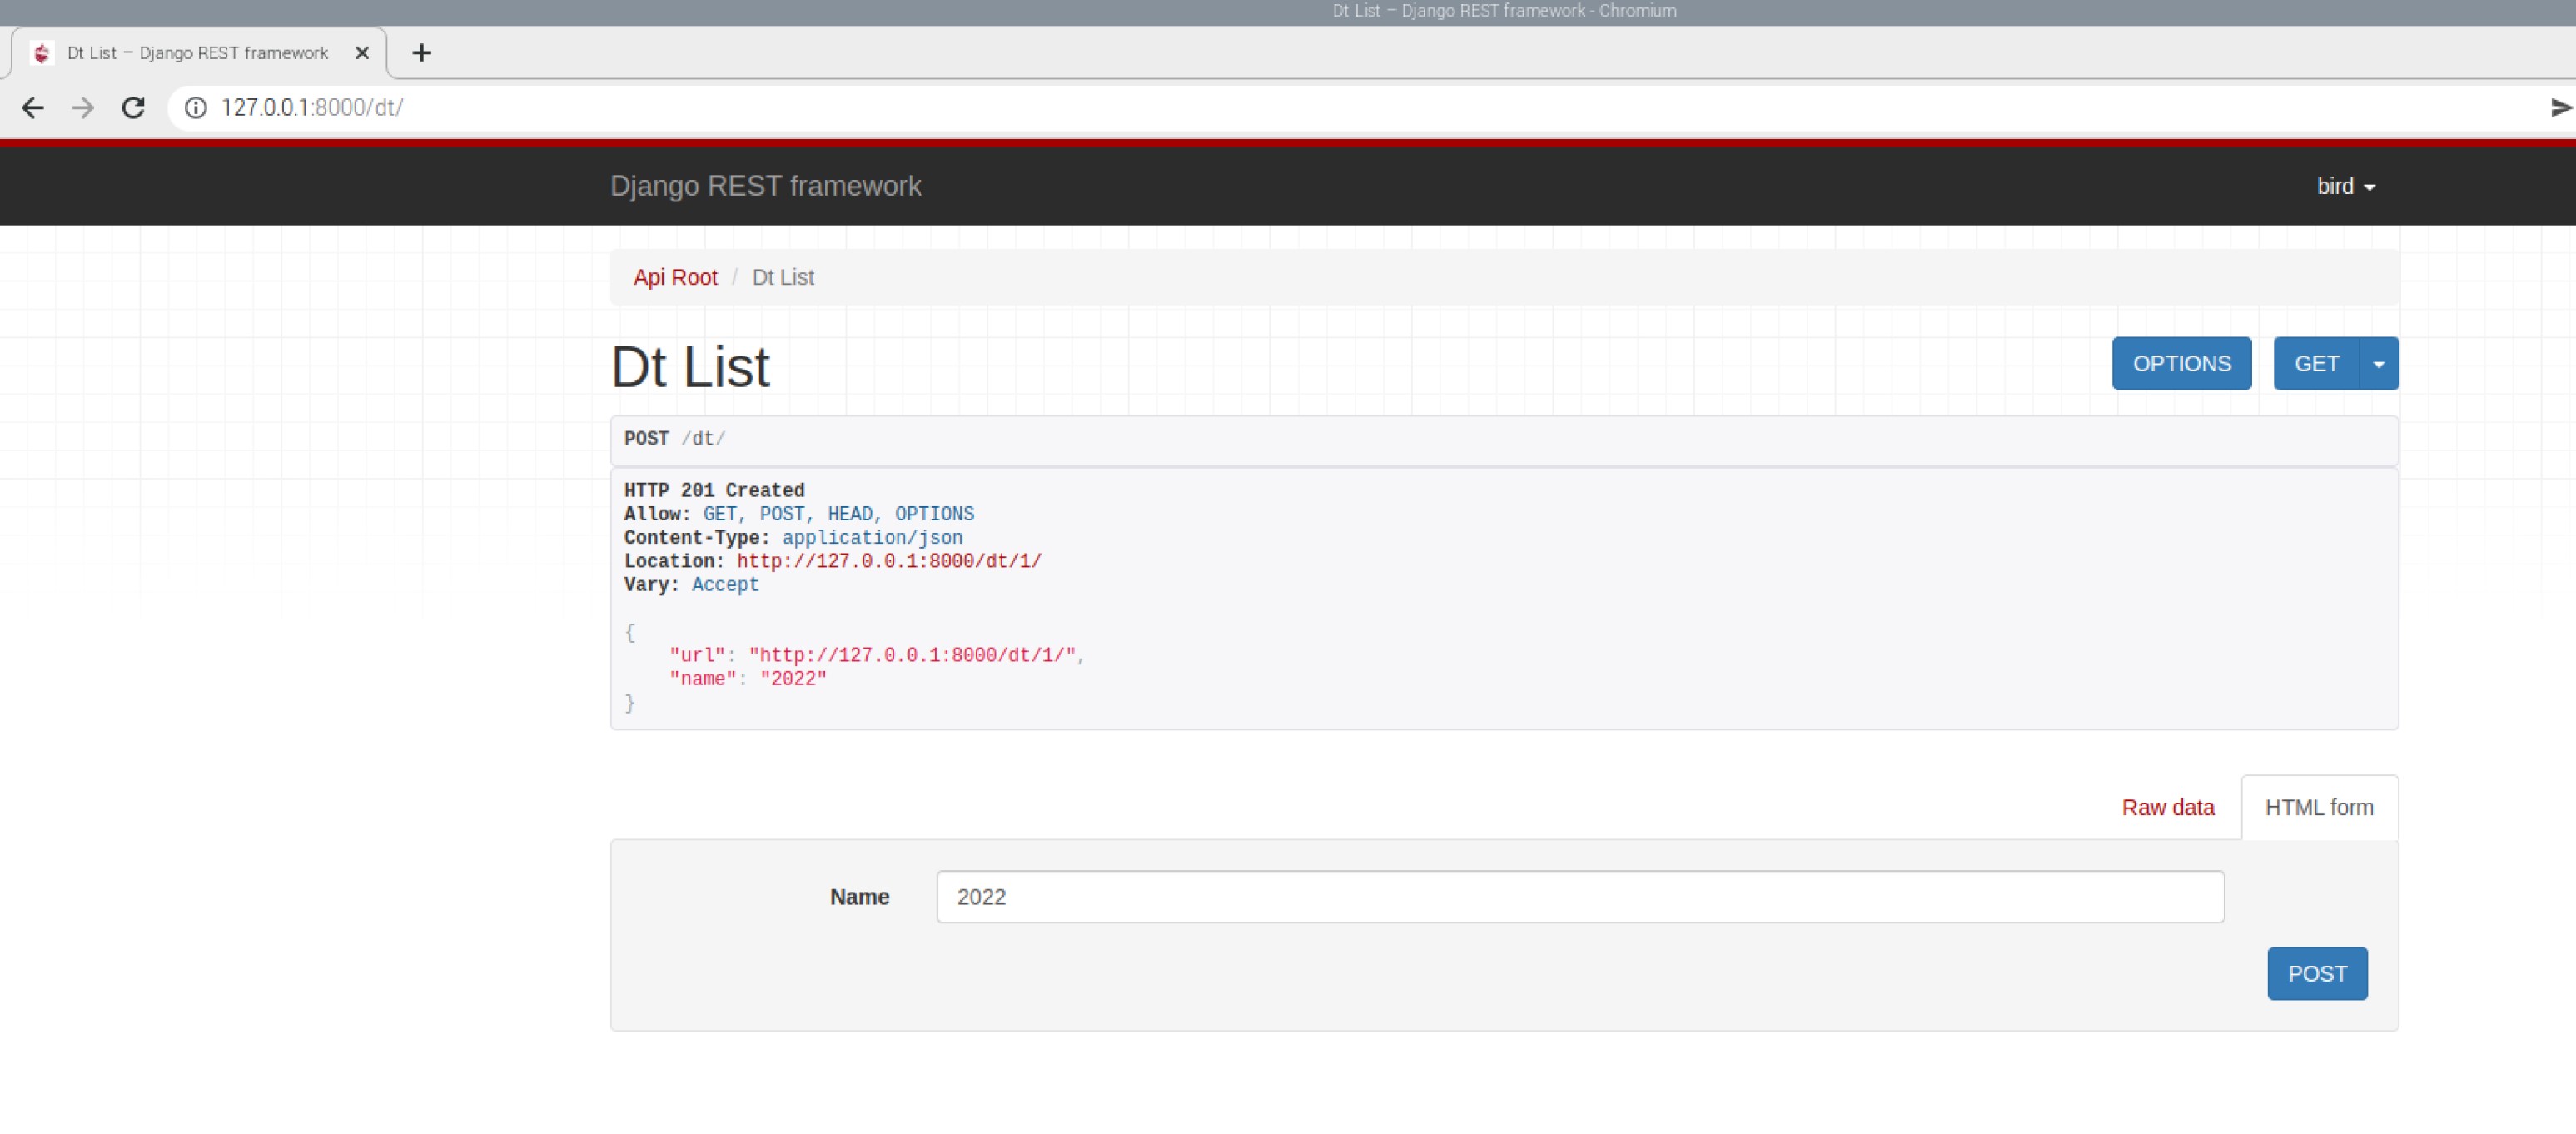 Dt List – Django REST framework - Chromium
Dt List – Django REST framework
127.0.0.1:8000/dt/
Django REST framework
bird
Api Root / Dt List
Dt List
OPTIONS
GET
POST /dt/
HTTP 201 Created
Allow: GET, POST, HEAD, OPTIONS
Content-Type: application/json
Location: http://127.0.0.1:8000/dt/1/
Vary: Accept
{
"url": "http://127.0.0.1:8000/dt/1/",
"name": "2022"
}
Raw data
HTML form
Name
2022
POST